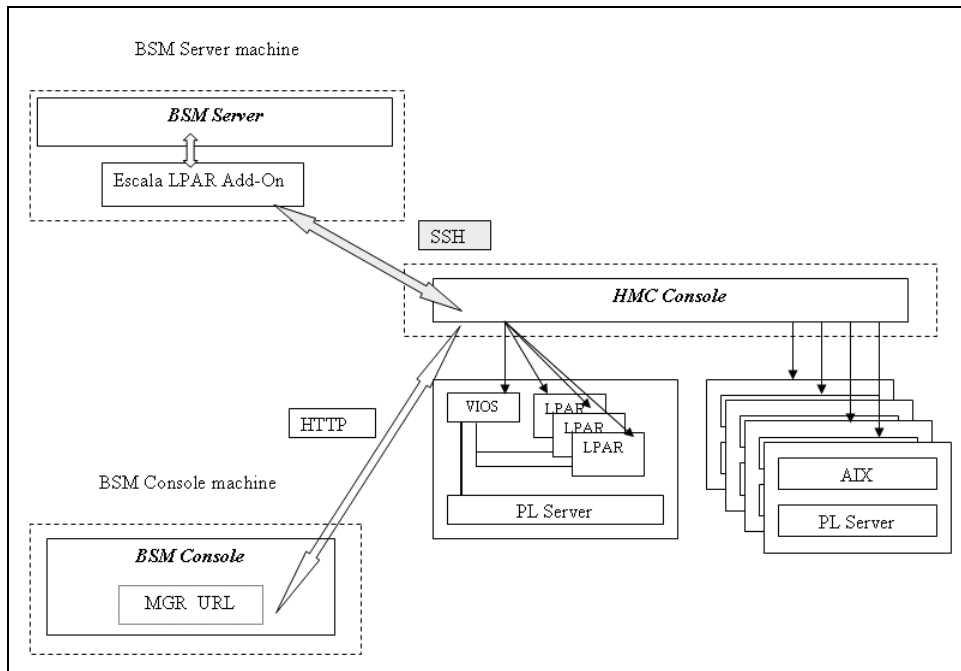 BSM Server machine
BSM Server
Escala LPAR Add-On
SSH
HMC Console
VIOS
LPAR
LPAR
LPAR
PL Server
AIX
PL Server
HTTP
BSM Console machine
BSM Console
MGR URL